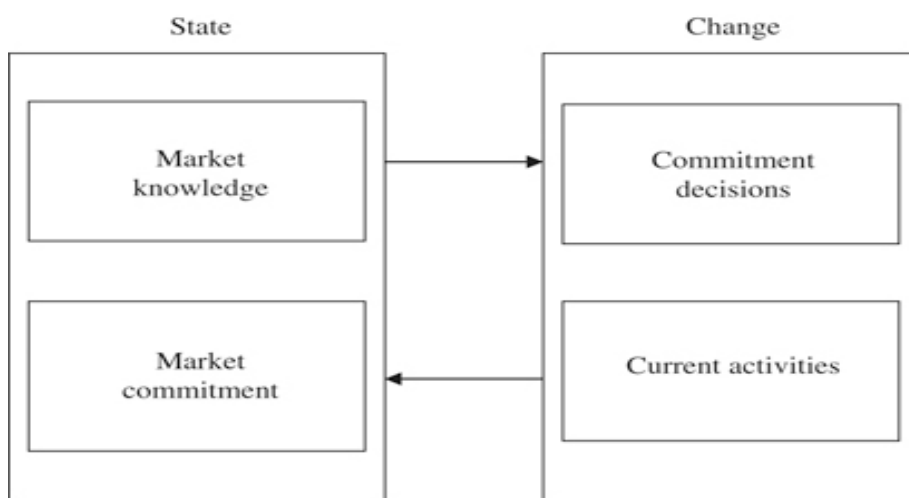 State
Change
Market
knowledge
Commitment
decisions
Market
commitment
Current activities